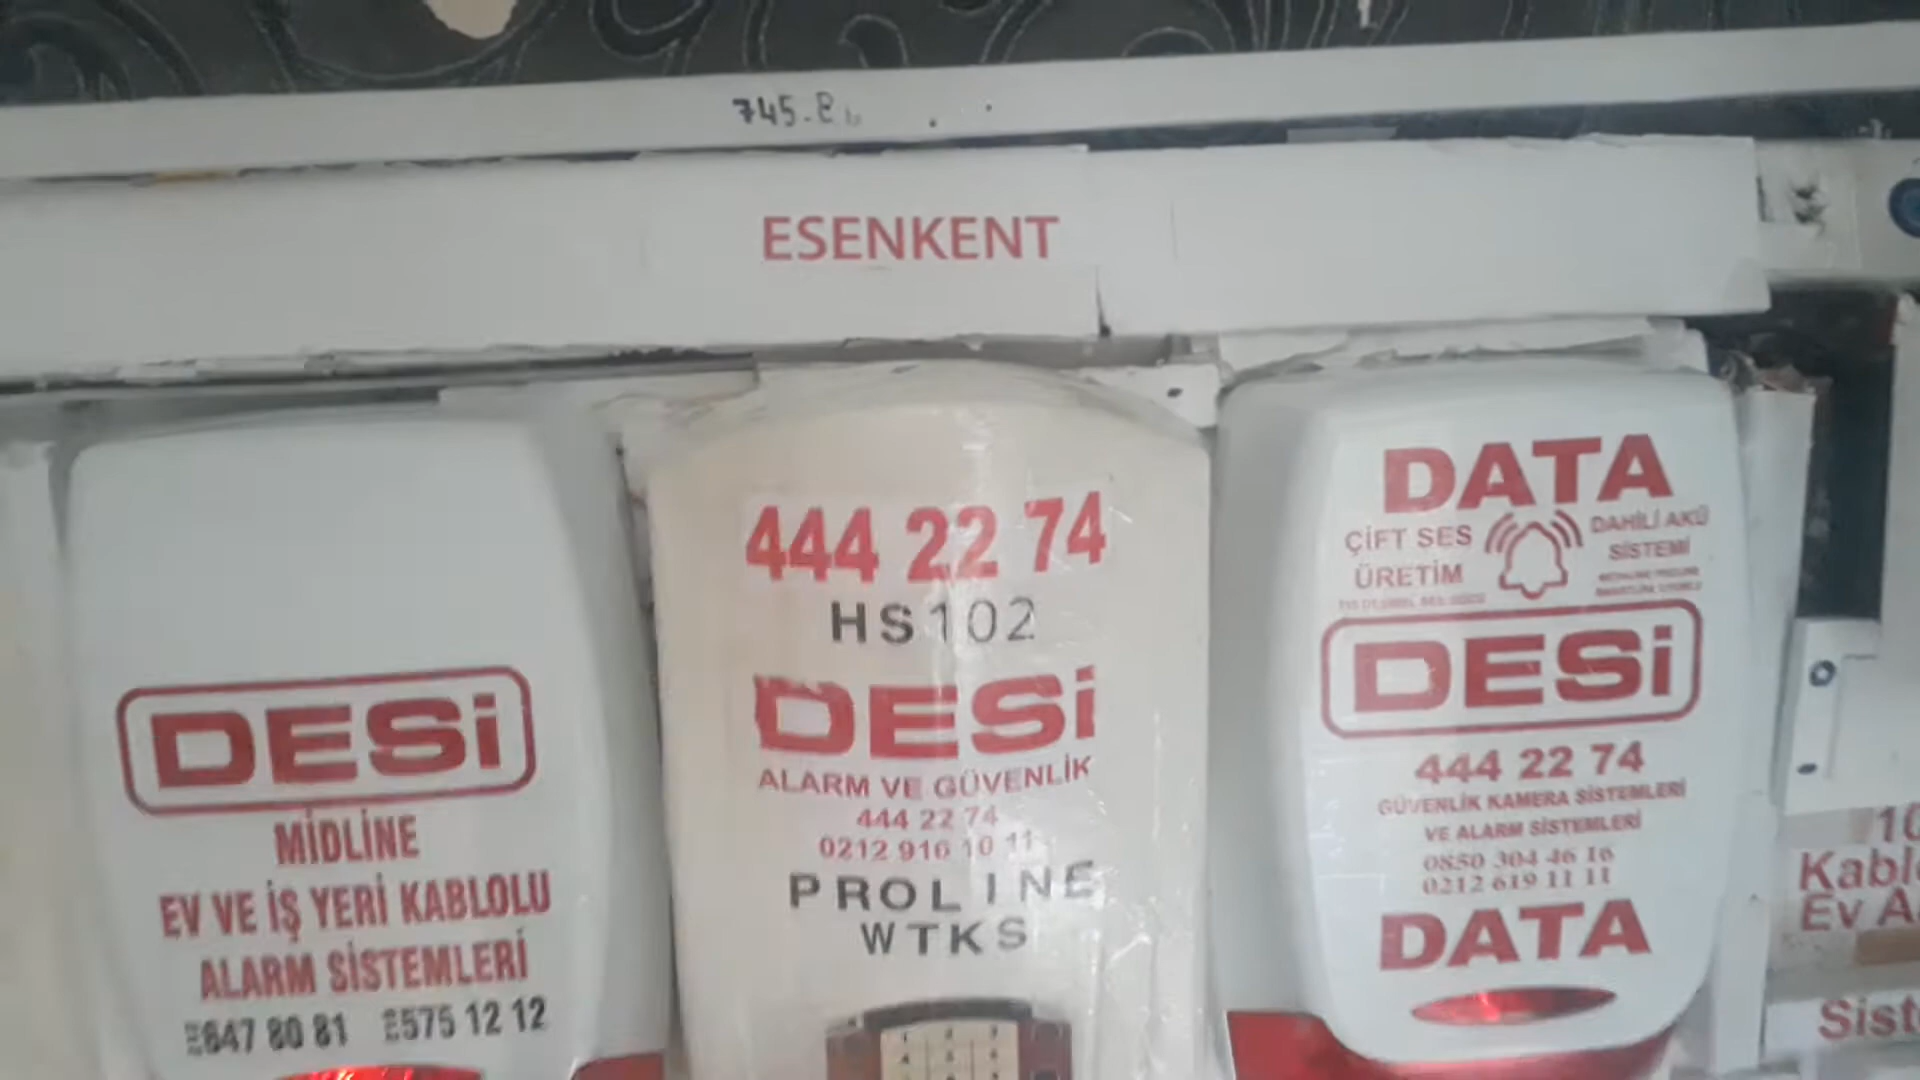 745.8
ESENKENT
DESi
MİDLİNE
EV VE İŞ YERİ KABLOLU
ALARM SİSTEMLERİ
647 80 81 575 12 12
444 22 74
HS102
DESi
ALARM VE GÜVENLİK
444 22 74
0212 916 10 11
PROLINE
WTKS
DATA
ÇİFT SES
ÜRETİM
DAHİLİ AKÜ
SİSTEMİ
DESi
444 22 74
GÜVENLİK KAMERA SİSTEMLERİ
VE ALARM SİSTEMLERİ
0850 304 46 16
0212 619 11 11
DATA
10
Kabl
Ev A
Sist